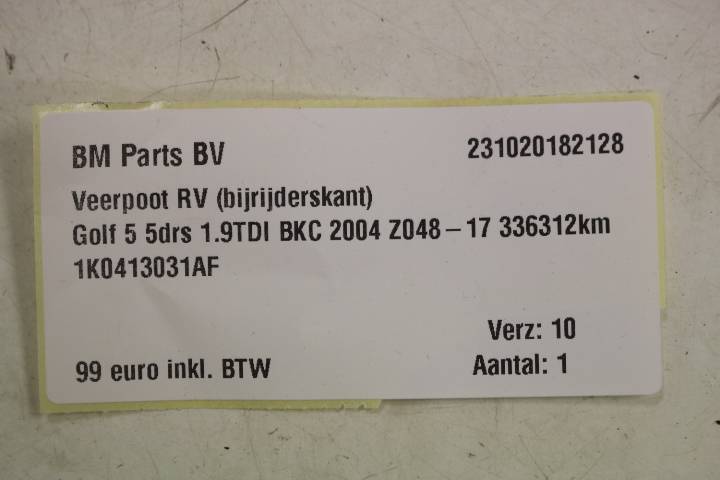 BM Parts BV 231020182128
Veerpoot RV (bijrijderskant)
Golf 5 5drs 1.9TDI BKC 2004 Z048-17 336312km
1K0413031AF
Verz: 10
99 euro inkl. BTW Aantal: 1